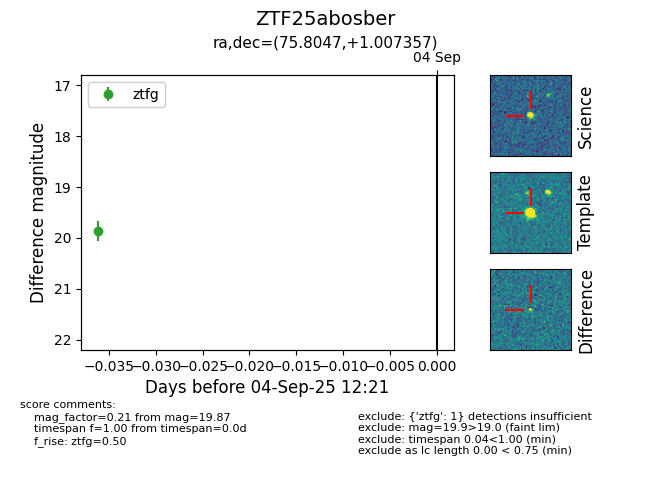 ZTF25abosber
ra,dec=(75.8047,+1.007357)
04 Sep
ztfg
17
18
19
20
21
22
Difference magnitude
−0.035 −0.030 −0.025 −0.020 −0.015 −0.010 −0.005 0.000
Days before 04-Sep-25 12:21
Science
Template
Difference
score comments:
mag_factor=0.21 from mag=19.87
timespan f=1.00 from timespan=0.0d
f_rise: ztfg=0.50
exclude: {'ztfg': 1} detections insufficient
exclude: mag=19.9>19.0 (faint lim)
exclude: timespan 0.04<1.00 (min)
exclude as lc length 0.00 < 0.75 (min)